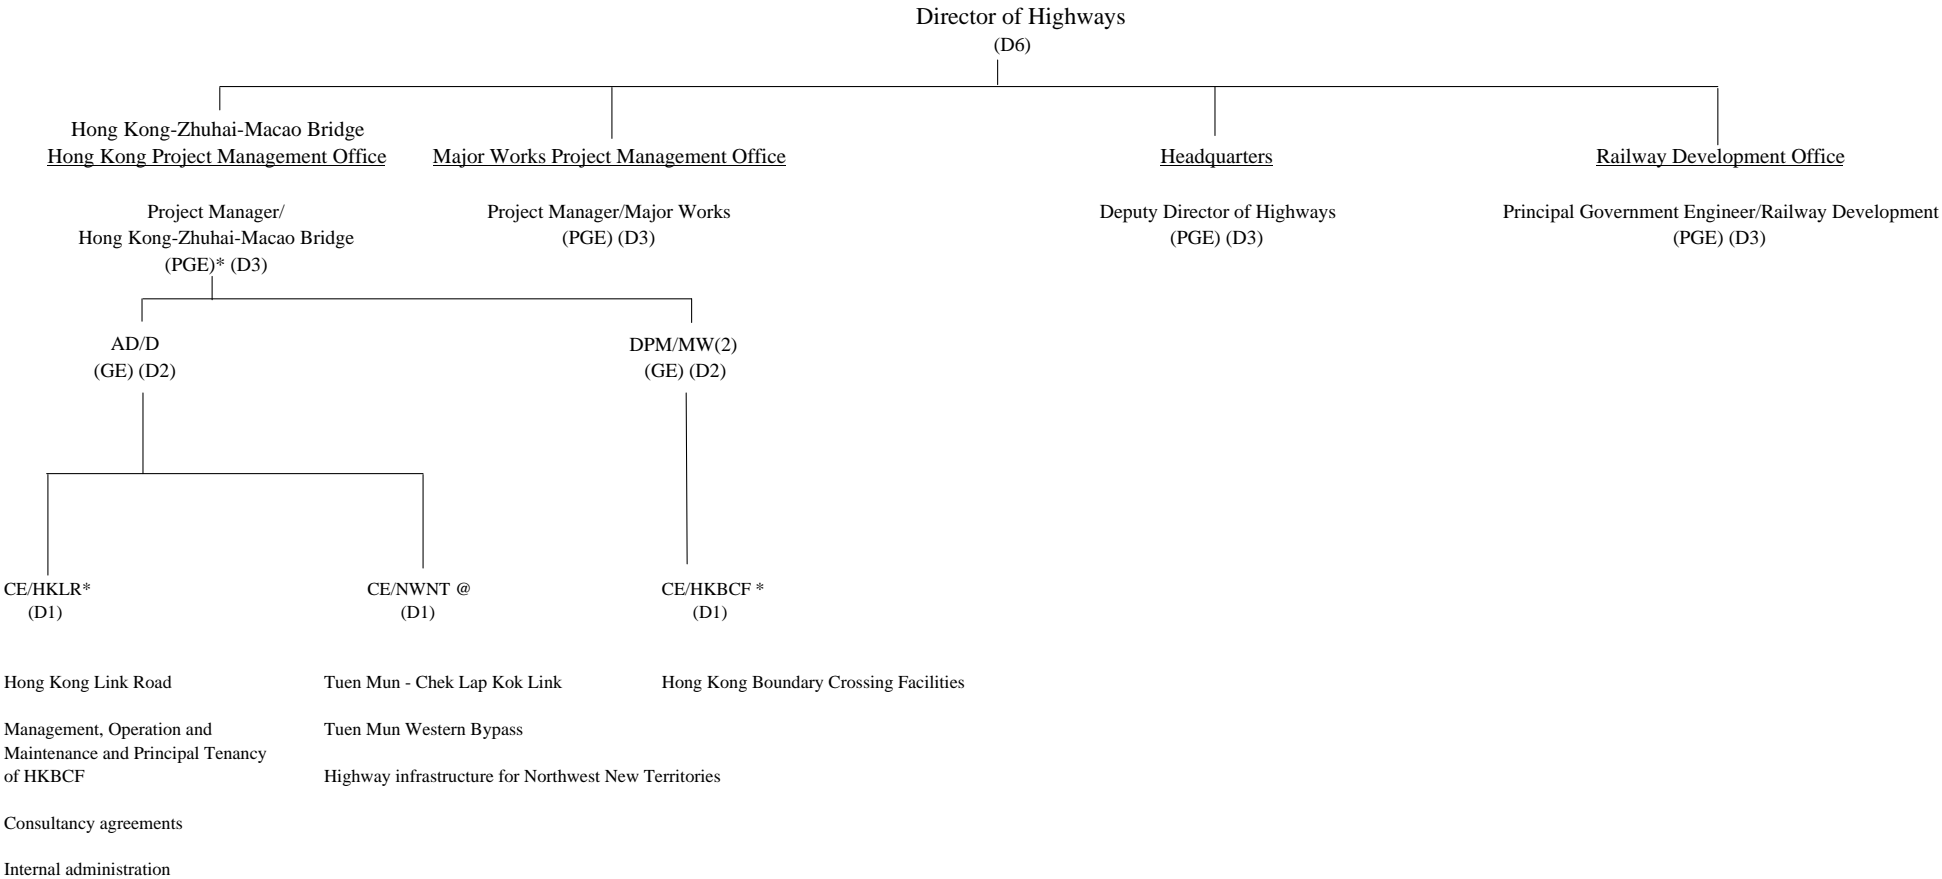 Director of Highways
(D6)
Hong Kong-Zhuhai-Macao Bridge
Hong Kong Project Management Office
Project Manager/
Hong Kong-Zhuhai-Macao Bridge
(PGE)* (D3)
Major Works Project Management Office
Project Manager/Major Works
(PGE) (D3)
Headquarters
Deputy Director of Highways
(PGE) (D3)
Railway Development Office
Principal Government Engineer/Railway Development
(PGE) (D3)
AD/D
(GE) (D2)
DPM/MW(2)
(GE) (D2)
CE/HKLR*
(D1)
Hong Kong Link Road
Management, Operation and
Maintenance and Principal Tenancy
of HKBCF
Consultancy agreements
Internal administration
CE/NWNT @
(D1)
Tuen Mun - Chek Lap Kok Link
Tuen Mun Western Bypass
Highway infrastructure for Northwest New Territories
CE/HKBCF *
(D1)
Hong Kong Boundary Crossing Facilities